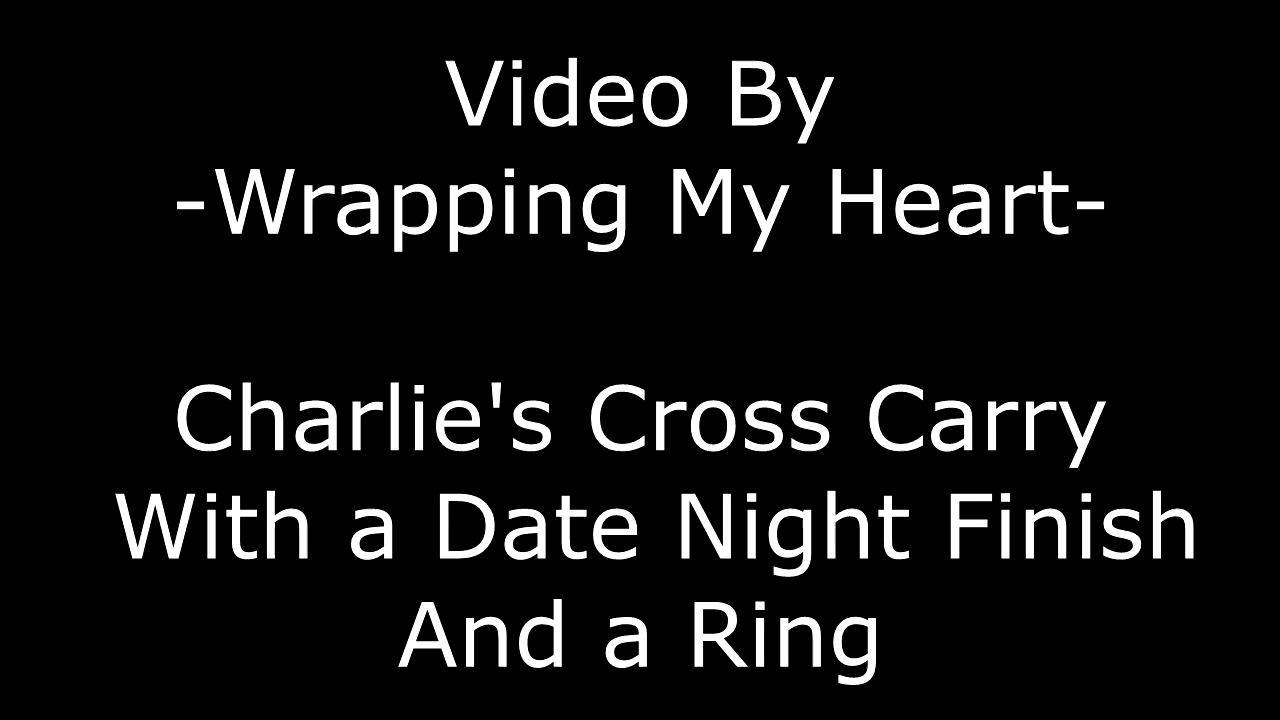 Video By
-Wrapping My Heart-
Charlie's Cross Carry
With a Date Night Finish
And a Ring